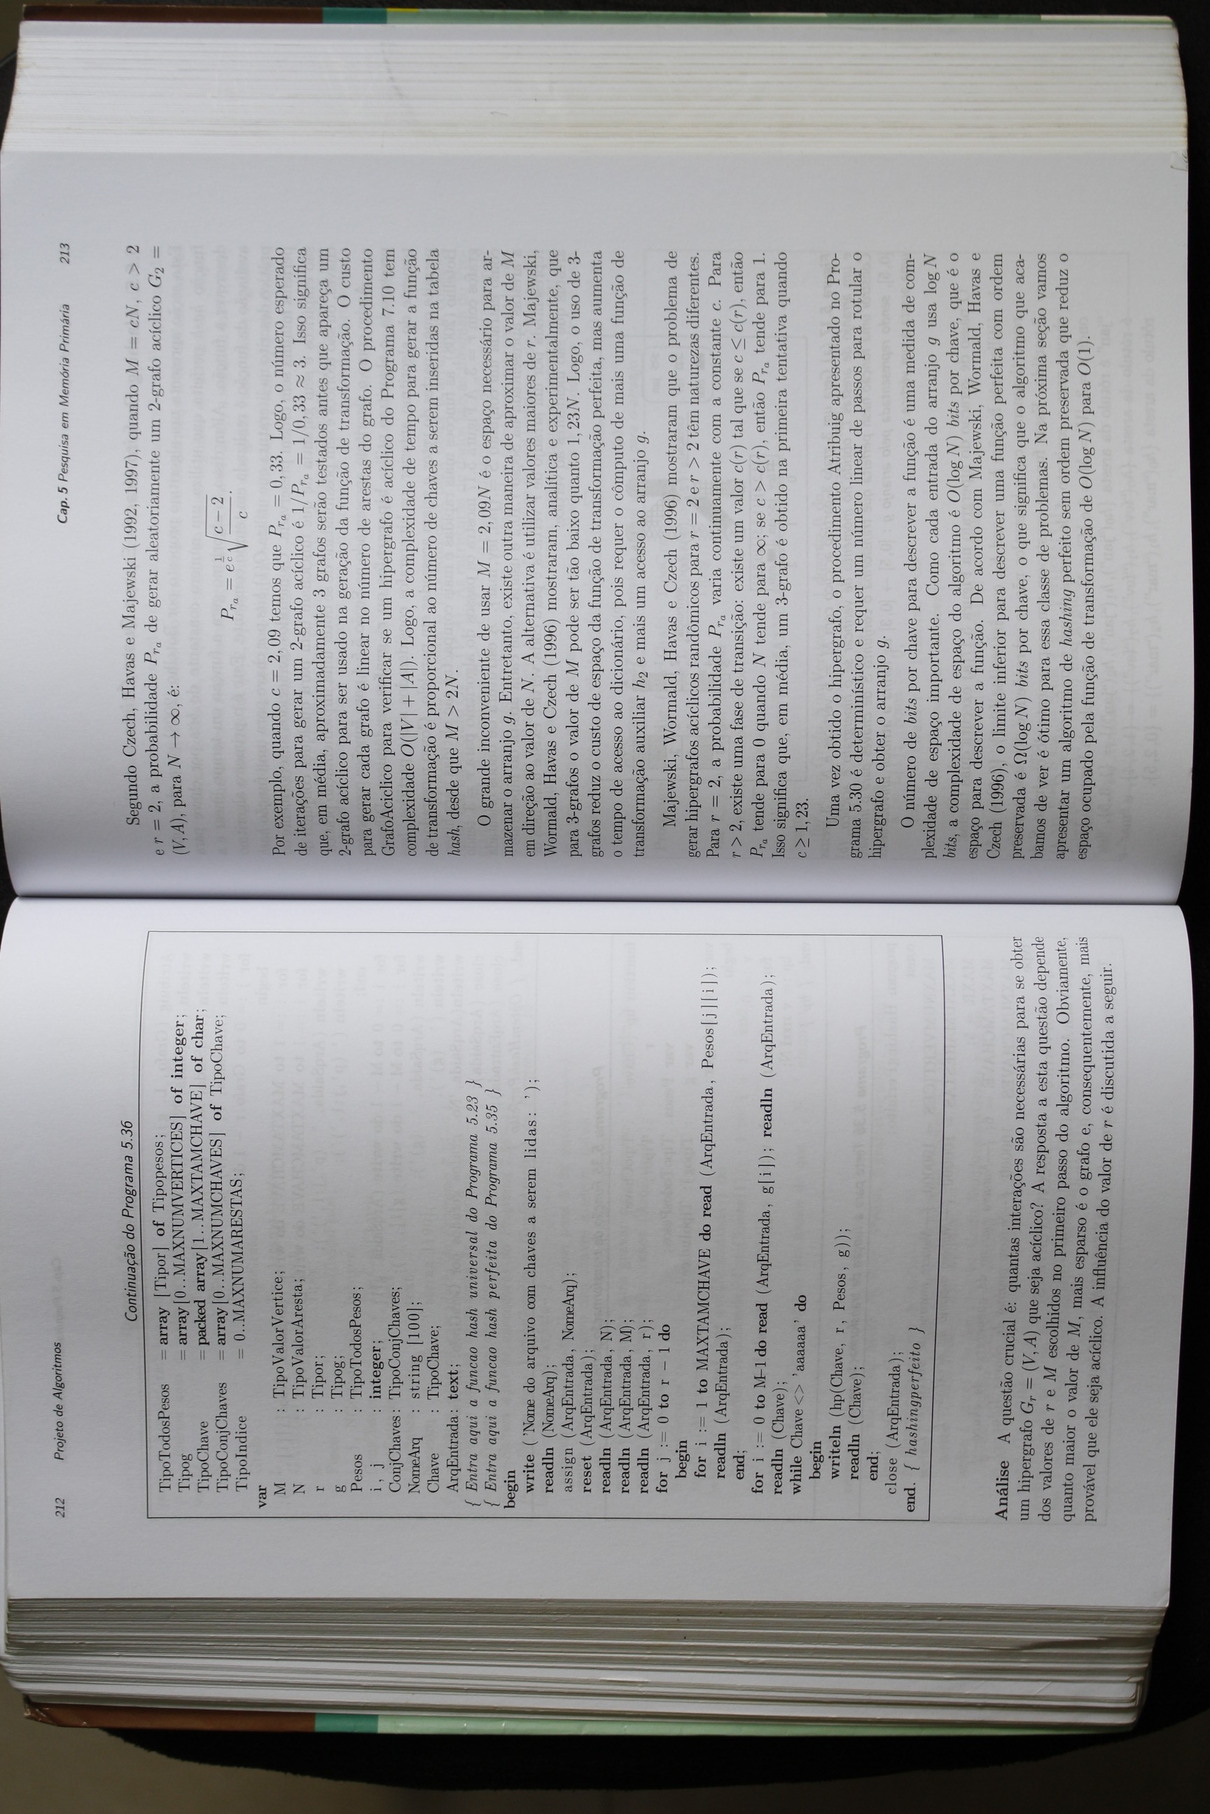 212 Projeto de Algoritmos
Continuação do Programa 5.36
TipoTodosPesos = array [Tipor] of Tipopesos;
Tipog = array[0..MAXNUMVERTICES] of integer;
TipoChave = packed array[1..MAXTAMCHAVE] of char;
TipoConjChaves = array[0..MAXNUMCHAVES] of TipoChave;
TipoIndice = 0..MAXNUMARESTAS;
var
M : TipoValorVertice;
N : TipoValorAresta;
r : Tipor;
g : Tipog;
Pesos : TipoTodosPesos;
i, j : integer;
ConjChaves: TipoConjChaves;
NomeArq : string [100];
Chave : TipoChave;
ArqEntrada: text;
{ Entra aqui a funcao hash universal do Programa 5.23 }
{ Entra aqui a funcao hash perfeita do Programa 5.35 }
begin
write ('Nome do arquivo com chaves a serem lidas: ');
readln (NomeArq);
assign (ArqEntrada, NomeArq);
reset (ArqEntrada);
readln (ArqEntrada, N);
readln (ArqEntrada, M);
readln (ArqEntrada, r);
for j := 0 to r − 1 do
begin
for i := 1 to MAXTAMCHAVE do read (ArqEntrada, Pesos[j][i]);
readln (ArqEntrada);
end;
for i := 0 to M−1 do read (ArqEntrada, g[i]); readln (ArqEntrada);
readln (Chave);
while Chave <> 'aaaaaa' do
begin
writeln (hp(Chave, r, Pesos, g));
readln (Chave);
end;
close (ArqEntrada);
end. { hashingperfeito }
Análise A questão crucial é: quantas interações são necessárias para se obter
um hipergrafo G_r = (V, A) que seja acíclico? A resposta a esta questão depende
dos valores de r e M escolhidos no primeiro passo do algoritmo. Obviamente,
quanto maior o valor de M, mais esparso é o grafo e, consequentemente, mais
provável que ele seja acíclico. A influência do valor de r é discutida a seguir.
Cap. 5 Pesquisa em Memória Primária 213
Segundo Czech, Havas e Majewski (1992, 1997), quando M = cN, c > 2
e r = 2, a probabilidade Pr_a de gerar aleatoriamente um 2-grafo acíclico G_2 =
(V, A), para N → ∞, é:
Pr_a = e^{1/c} √((c − 2)/c).
Por exemplo, quando c = 2,09 temos que Pr_a = 0,33. Logo, o número esperado
de iterações para gerar um 2-grafo acíclico é 1/Pr_a = 1/0,33 ≈ 3. Isso significa
que, em média, aproximadamente 3 grafos serão testados antes que apareça um
2-grafo acíclico para ser usado na geração da função de transformação. O custo
para gerar cada grafo é linear no número de arestas do grafo. O procedimento
GrafoAciclico para verificar se um hipergrafo é acíclico do Programa 7.10 tem
complexidade O(|V| + |A|). Logo, a complexidade de tempo para gerar a função
de transformação é proporcional ao número de chaves a serem inseridas na tabela
hash, desde que M > 2N.
O grande inconveniente de usar M = 2,09N é o espaço necessário para ar-
mazenar o arranjo g. Entretanto, existe outra maneira de aproximar o valor de M
em direção ao valor de N. A alternativa é utilizar valores maiores de r. Majewski,
Wormald, Havas e Czech (1996) mostraram, analítica e experimentalmente, que
para 3-grafos o valor de M pode ser tão baixo quanto 1,23N. Logo, o uso de 3-
grafos reduz o custo de espaço da função de transformação perfeita, mas aumenta
o tempo de acesso ao dicionário, pois requer o cômputo de mais uma função de
transformação auxiliar h_2 e mais um acesso ao arranjo g.
Majewski, Wormald, Havas e Czech (1996) mostraram que o problema de
gerar hipergrafos acíclicos randômicos para r = 2 e r > 2 têm naturezas diferentes.
Para r = 2, a probabilidade Pr_a varia continuamente com a constante c. Para
r > 2, existe uma fase de transição: existe um valor c(r) tal que se c ≤ c(r), então
Pr_a tende para 0 quando N tende para ∞; se c > c(r), então Pr_a tende para 1.
Isso significa que, em média, um 3-grafo é obtido na primeira tentativa quando
c ≥ 1,23.
Uma vez obtido o hipergrafo, o procedimento Atribuig apresentado no Pro-
grama 5.30 é determinístico e requer um número linear de passos para rotular o
hipergrafo e obter o arranjo g.
O número de bits por chave para descrever a função é uma medida de com-
plexidade de espaço importante. Como cada entrada do arranjo g usa log N
bits, a complexidade de espaço do algoritmo é O(log N) bits por chave, que é o
espaço para descrever a função. De acordo com Majewski, Wormald, Havas e
Czech (1996), o limite inferior para descrever uma função perfeita com ordem
preservada é Ω(log N) bits por chave, o que significa que o algoritmo que aca-
bamos de ver é ótimo para essa classe de problemas. Na próxima seção vamos
apresentar um algoritmo de hashing perfeito sem ordem preservada que reduz o
espaço ocupado pela função de transformação de O(log N) para O(1).